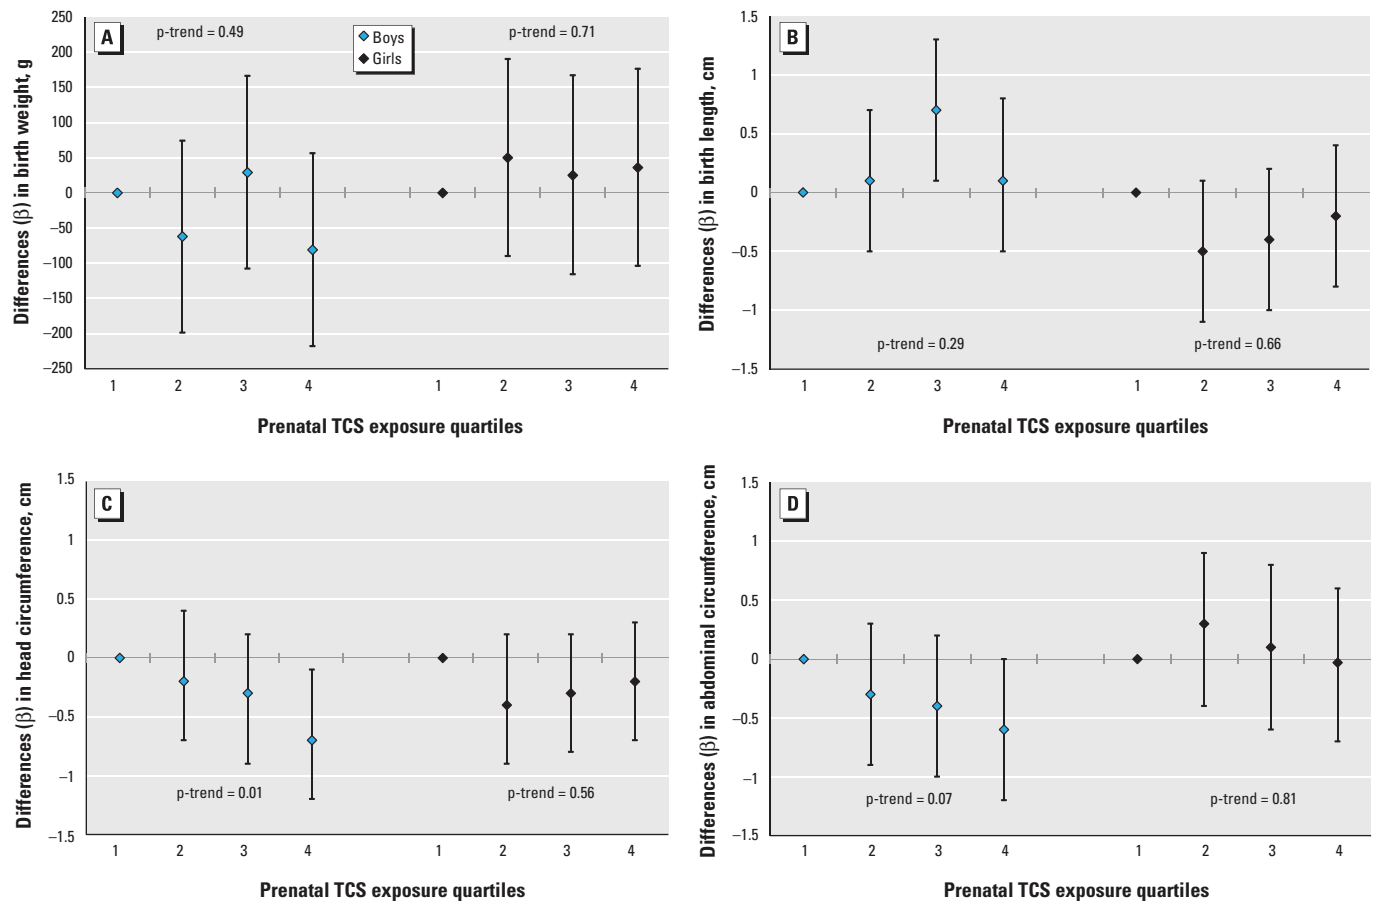 A
p-trend = 0.49
Boys
Girls
p-trend = 0.71
Differences (β) in birth weight, g
250
200
150
100
50
0
−50
−100
−150
−200
−250
1 2 3 4 1 2 3 4
Prenatal TCS exposure quartiles
B
Differences (β) in birth length, cm
1.5
1
0.5
0
−0.5
−1
−1.5
p-trend = 0.29
p-trend = 0.66
1 2 3 4 1 2 3 4
Prenatal TCS exposure quartiles
C
Differences (β) in head circumference, cm
1.5
1
0.5
0
−0.5
−1
−1.5
p-trend = 0.01
p-trend = 0.56
1 2 3 4 1 2 3 4
Prenatal TCS exposure quartiles
D
Differences (β) in abdominal circumference, cm
1.5
1
0.5
0
−0.5
−1
−1.5
p-trend = 0.07
p-trend = 0.81
1 2 3 4 1 2 3 4
Prenatal TCS exposure quartiles